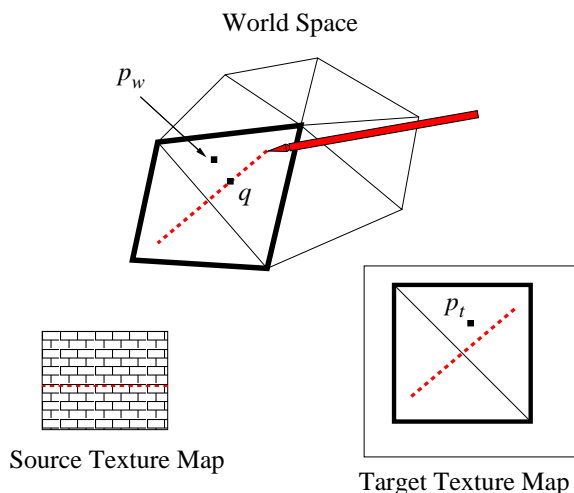 World Space
p_w
q
p_t
Source Texture Map
Target Texture Map